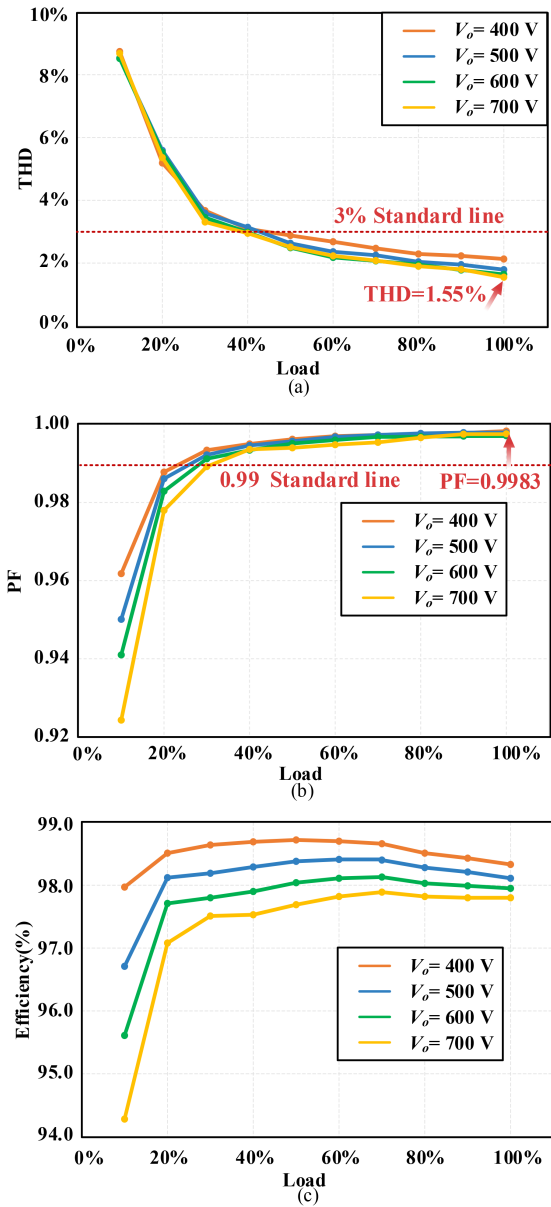 10%
8%
6%
4%
2%
0%
THD
Vo= 400 V
Vo= 500 V
Vo= 600 V
Vo= 700 V
3% Standard line
THD=1.55%
0% 20% 40% 60% 80% 100%
Load
(a)
1.00
0.98
0.96
0.94
0.92
PF
0.99 Standard line
PF=0.9983
Vo= 400 V
Vo= 500 V
Vo= 600 V
Vo= 700 V
0% 20% 40% 60% 80% 100%
Load
(b)
99.0
98.0
97.0
96.0
95.0
94.0
Efficiency(%)
Vo= 400 V
Vo= 500 V
Vo= 600 V
Vo= 700 V
0% 20% 40% 60% 80% 100%
Load
(c)